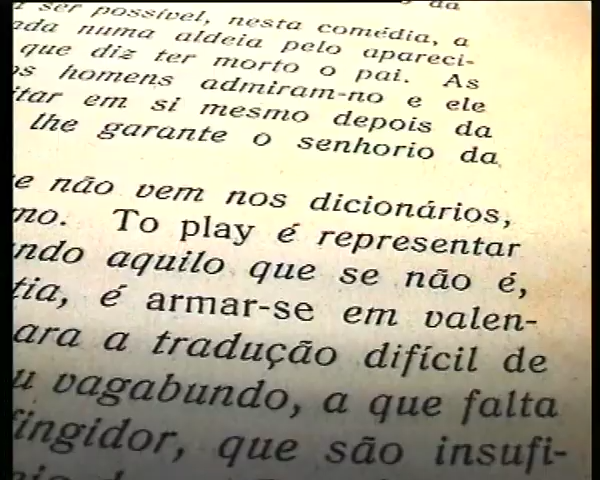 ser possível, nesta comédia, a
numa aldeia pelo apareci-
que diz ter morto o pai. As
homens admiram-no e ele
em si mesmo depois da
lhe garante o senhorio da
e não vem nos dicionários,
mo. To play é representar
ndo aquilo que se não é,
tia, é armar-se em valen-
ara a tradução difícil de
u vagabundo, a que falta
fingidor, que são insufi-